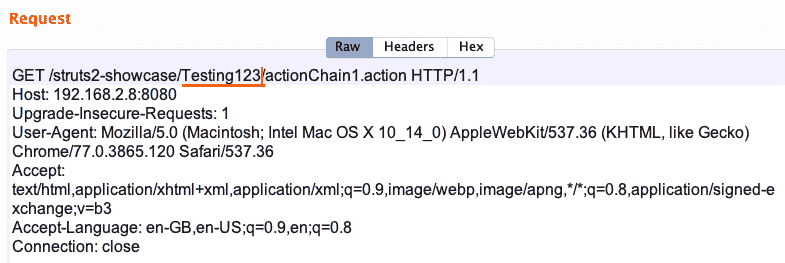 Request
Raw Headers Hex
GET /struts2-showcase/Testing123/actionChain1.action HTTP/1.1
Host: 192.168.2.8:8080
Upgrade-Insecure-Requests: 1
User-Agent: Mozilla/5.0 (Macintosh; Intel Mac OS X 10_14_0) AppleWebKit/537.36 (KHTML, like Gecko)
Chrome/77.0.3865.120 Safari/537.36
Accept:
text/html,application/xhtml+xml,application/xml;q=0.9,image/webp,image/apng,*/*;q=0.8,application/signed-e
xchange;v=b3
Accept-Language: en-GB,en-US;q=0.9,en;q=0.8
Connection: close